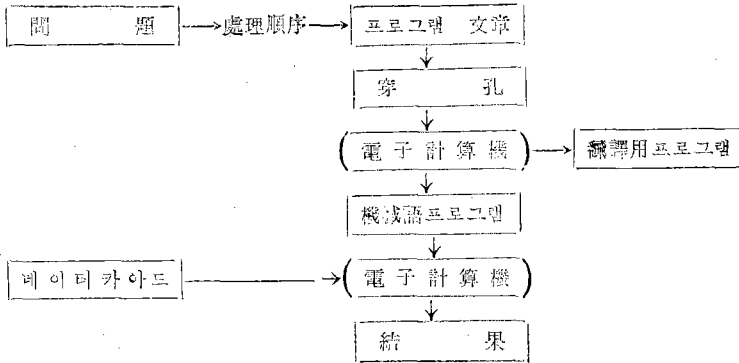 問題 處理順序 프로그램 文章
穿孔
電子計算機 飜譯用프로그램
機械語프로그램
데이터카아드 電子計算機
結果